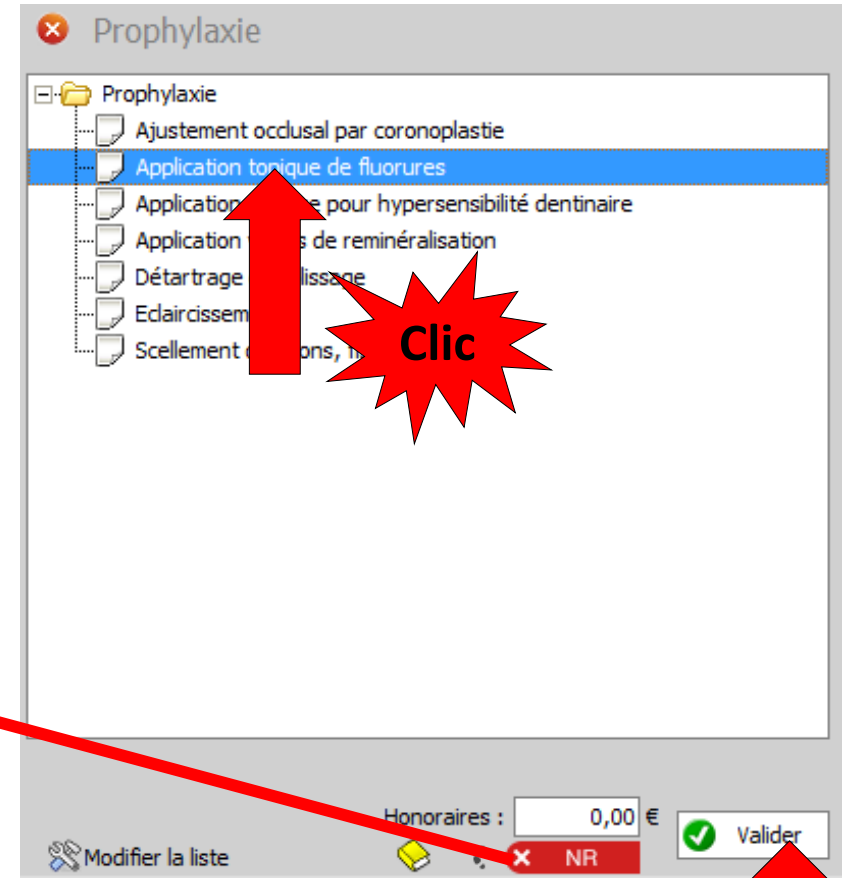 Prophylaxie
Prophylaxie
Ajustement occlusal par coronoplastie
Application topique de fluorures
Application pour hypersensibilité dentinaire
Application de reminéralisation
Détartrage
Scellement
Clic
Honoraires : 0,00 €
Valider
Modifier la liste
NR